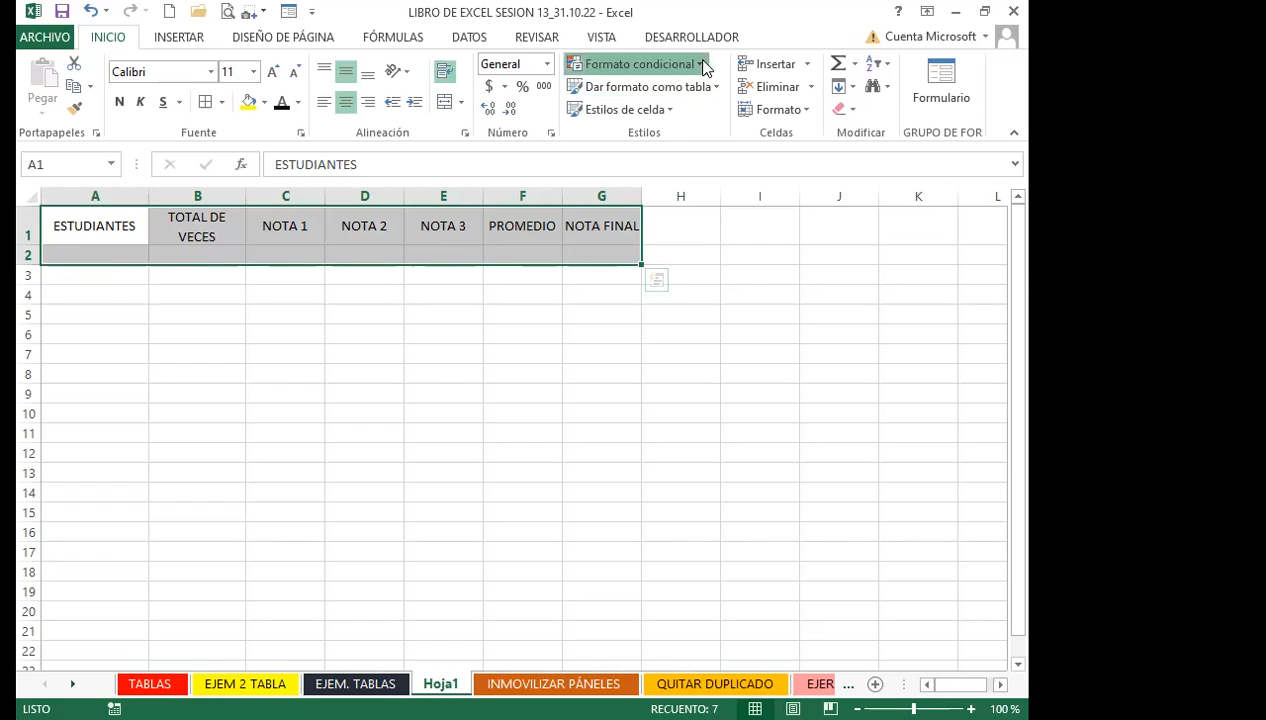 LIBRO DE EXCEL SESION 13_31.10.22 - Excel
?
ARCHIVO INICIO INSERTAR DISEÑO DE PÁGINA FÓRMULAS DATOS REVISAR VISTA DESARROLLADOR Cuenta Microsoft
Pegar
Portapapeles
Calibri 11
N K S A
Fuente
Alineación
General
$ % 000
Número
Formato condicional
Dar formato como tabla
Estilos de celda
Estilos
Insertar
Eliminar
Formato
Celdas
Modificar
Formulario
GRUPO DE FOR
A1 fx ESTUDIANTES
A B C D E F G H I J K L
1 ESTUDIANTES TOTAL DE VECES NOTA 1 NOTA 2 NOTA 3 PROMEDIO NOTA FINAL
2
3
4
5
6
7
8
9
10
11
12
13
14
15
16
17
18
19
20
21
22
TABLAS EJEM 2 TABLA EJEM. TABLAS Hoja1 INMOVILIZAR PÁNELES QUITAR DUPLICADO EJER ...
LISTO RECUENTO: 7 100 %